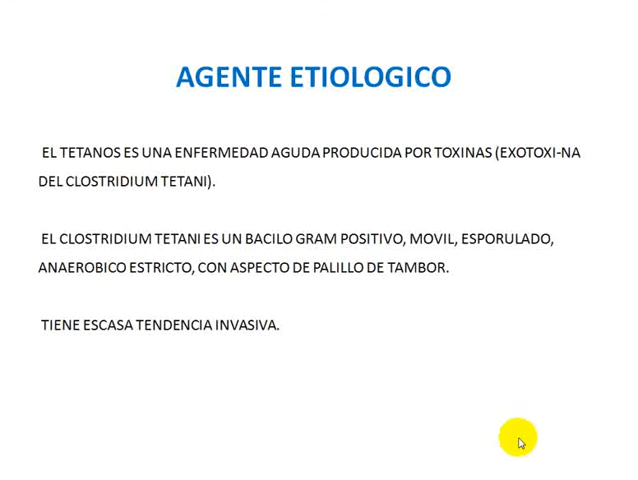 AGENTE ETIOLOGICO
EL TETANOS ES UNA ENFERMEDAD AGUDA PRODUCIDA POR TOXINAS (EXOTOXI-NA
DEL CLOSTRIDIUM TETANI).
EL CLOSTRIDIUM TETANI ES UN BACILO GRAM POSITIVO, MOVIL, ESPORULADO,
ANAEROBICO ESTRICTO, CON ASPECTO DE PALILLO DE TAMBOR.
TIENE ESCASA TENDENCIA INVASIVA.